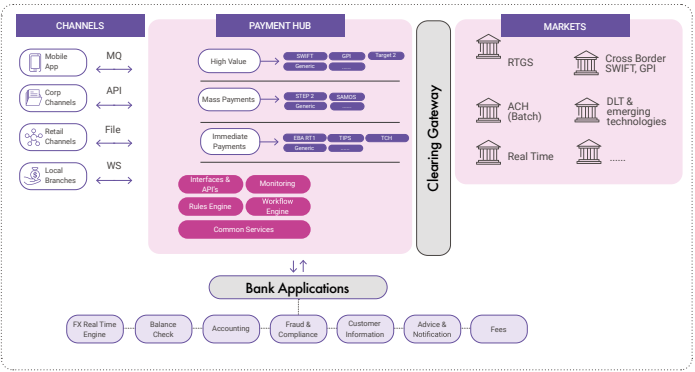 CHANNELS
PAYMENT HUB
MARKETS
Mobile
App
MQ
Corp
Channels
API
Retail
Channels
File
Local
Branches
WS
High Value
SWIFT
GPI
Target 2
Generic
......
Mass Payments
STEP 2
SAMOS
Generic
......
Immediate
Payments
EBA RT1
TIPS
TCH
Generic
......
Interfaces &
API's
Monitoring
Rules Engine
Workflow
Engine
Common Services
Clearing Gateway
RTGS
Cross Border
SWIFT, GPI
ACH
(Batch)
DLT &
emerging
technologies
Real Time
......
Bank Applications
FX Real Time
Engine
Balance
Check
Accounting
Fraud &
Compliance
Customer
Information
Advice &
Notification
Fees